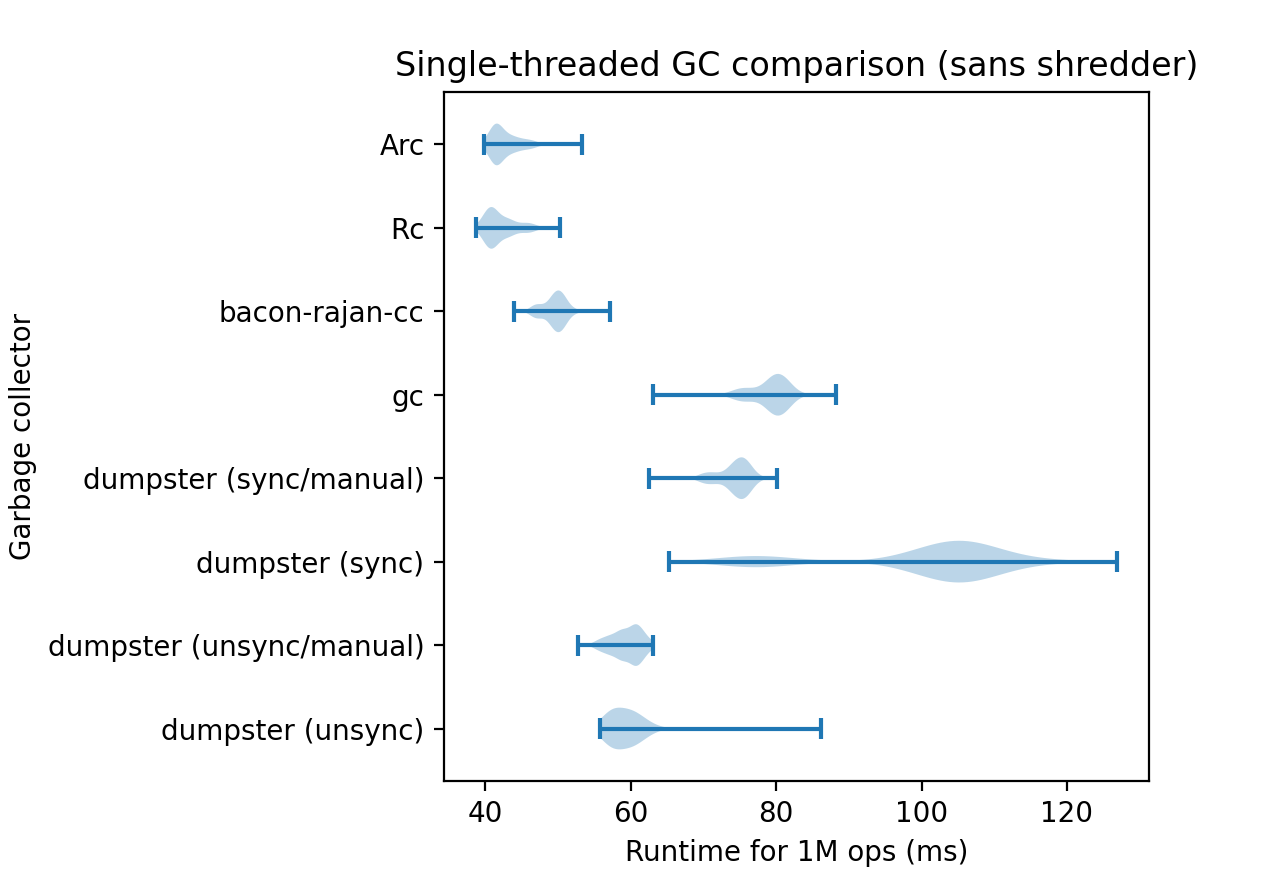 Single-threaded GC comparison (sans shredder)
Garbage collector
Arc
Rc
bacon-rajan-cc
gc
dumpster (sync/manual)
dumpster (sync)
dumpster (unsync/manual)
dumpster (unsync)
40 60 80 100 120
Runtime for 1M ops (ms)